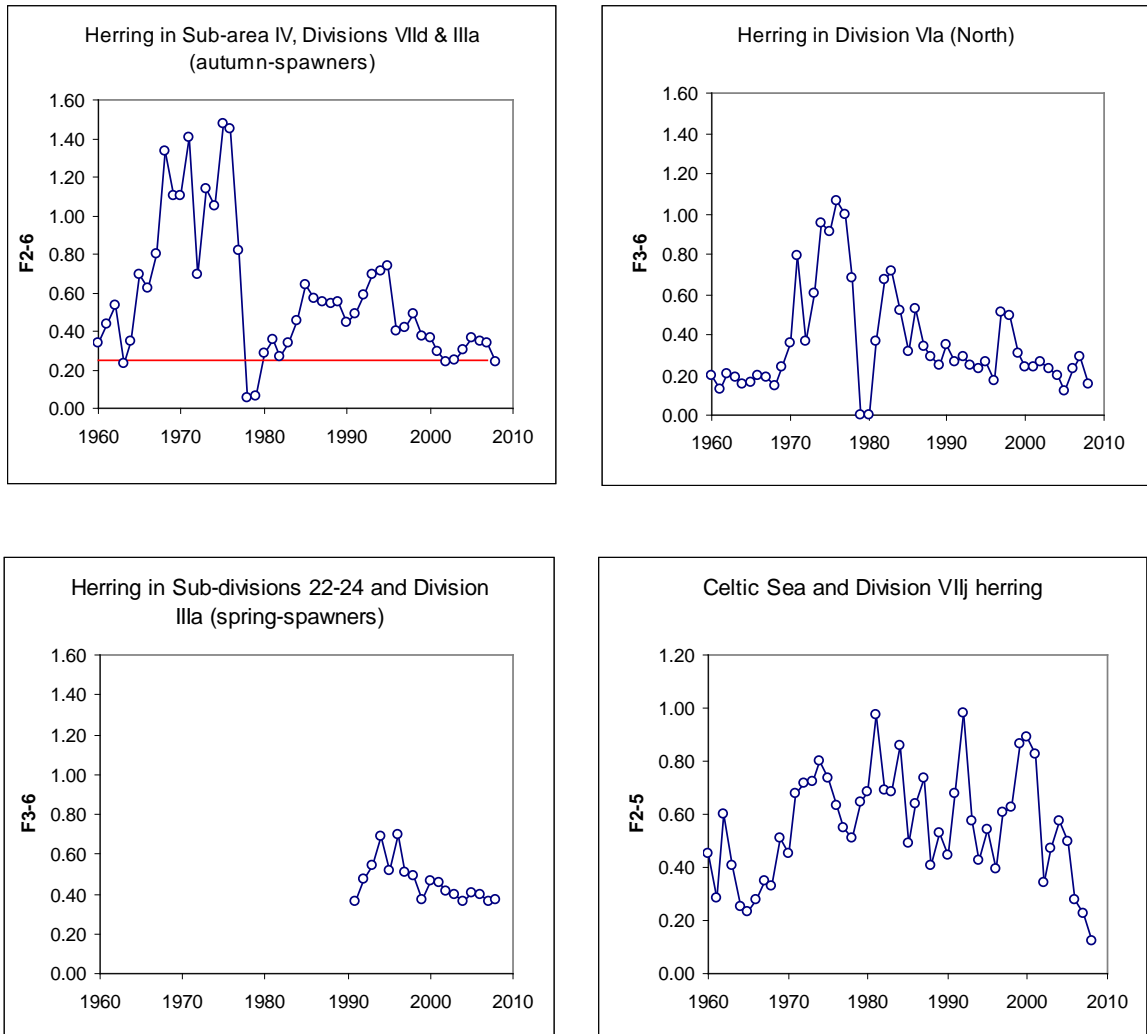 Herring in Sub-area IV, Divisions VIId & IIIa
(autumn-spawners)
F2-6
1.60
1.40
1.20
1.00
0.80
0.60
0.40
0.20
0.00
1960 1970 1980 1990 2000 2010
Herring in Division VIa (North)
F3-6
1.60
1.40
1.20
1.00
0.80
0.60
0.40
0.20
0.00
1960 1970 1980 1990 2000 2010
Herring in Sub-divisions 22-24 and Division
IIIa (spring-spawners)
F3-6
1.60
1.40
1.20
1.00
0.80
0.60
0.40
0.20
0.00
1960 1970 1980 1990 2000 2010
Celtic Sea and Division VIIj herring
F2-5
1.20
1.00
0.80
0.60
0.40
0.20
0.00
1960 1970 1980 1990 2000 2010